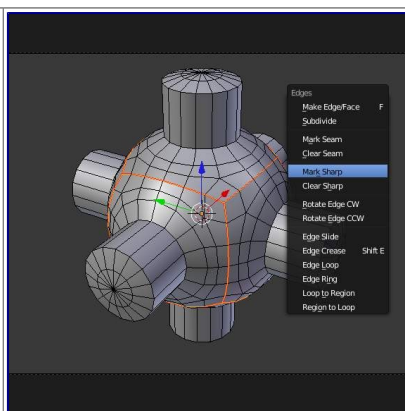 Edges
Make Edge/Face F
Subdivide
Mark Seam
Clear Seam
Mark Sharp
Clear Sharp
Rotate Edge CW
Rotate Edge CCW
Edge Slide
Edge Crease Shift E
Edge Loop
Edge Ring
Loop to Region
Region to Loop